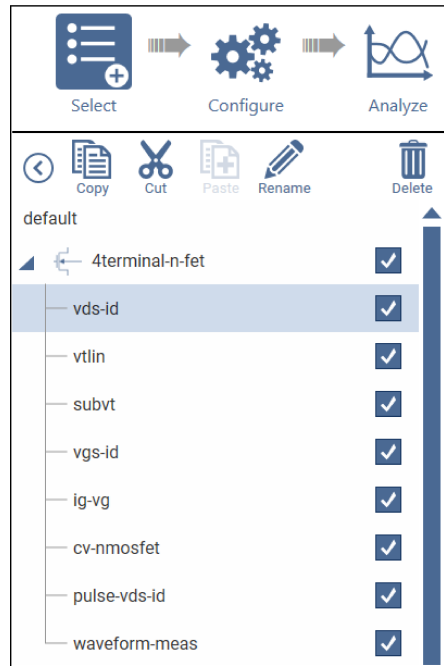 Select Configure Analyze
Copy Cut Paste Rename Delete
default
4terminal-n-fet
vds-id
vtlin
subvt
vgs-id
ig-vg
cv-nmosfet
pulse-vds-id
waveform-meas